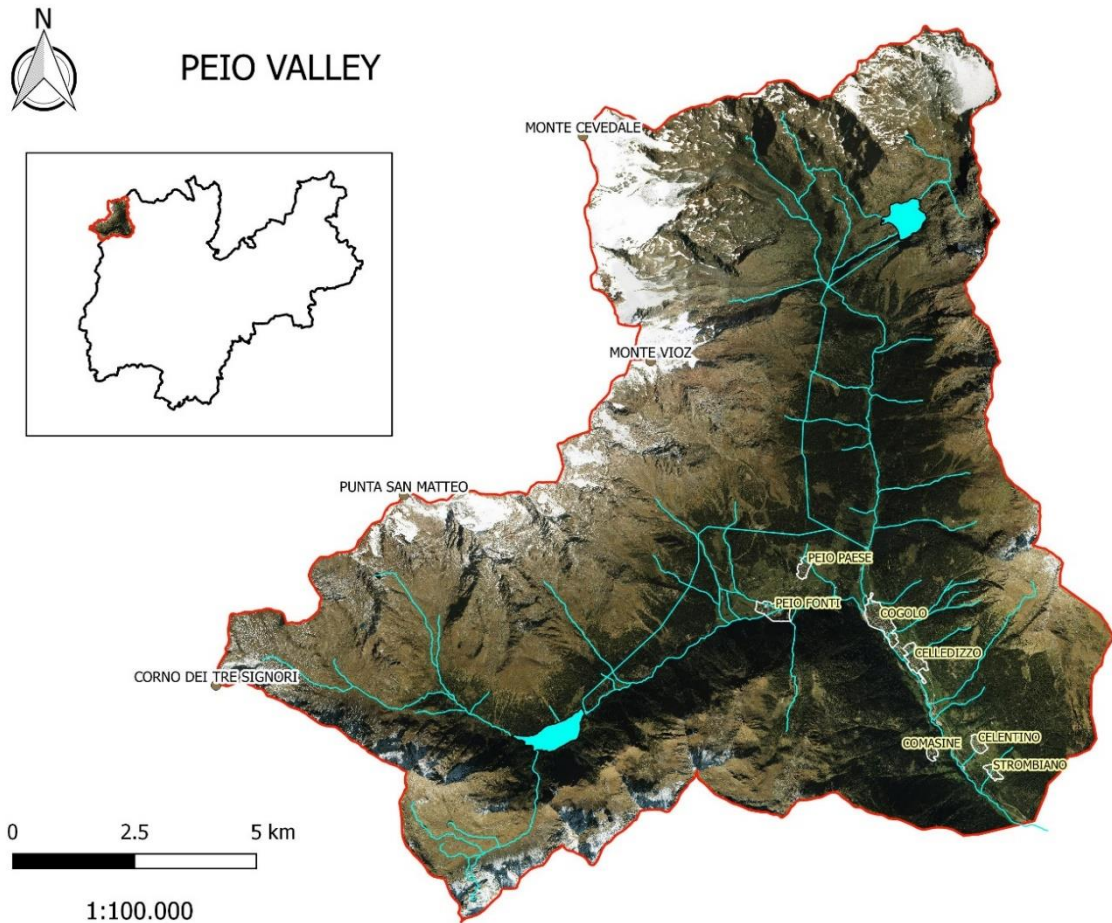 N
PEIO VALLEY
MONTE CEVEDALE
MONTE VIOZ
PUNTA SAN MATTEO
PEIO PAESE
PEIO FONTI
COGOLO
CELLEDIZZO
CORNO DEI TRE SIGNORI
COMASINE
CELENTINO
STROMBIANO
0 2.5 5 km
1:100.000